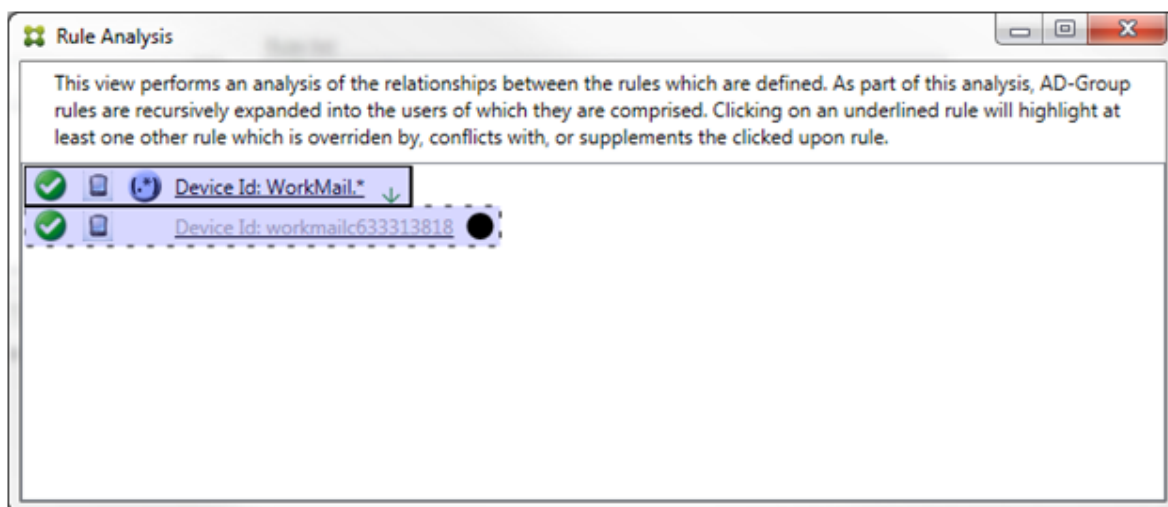 Rule Analysis
This view performs an analysis of the relationships between the rules which are defined. As part of this analysis, AD-Group
rules are recursively expanded into the users of which they are comprised. Clicking on an underlined rule will highlight at
least one other rule which is overriden by, conflicts with, or supplements the clicked upon rule.
(.*) Device Id: WorkMail.*
Device Id: workmailc633313818